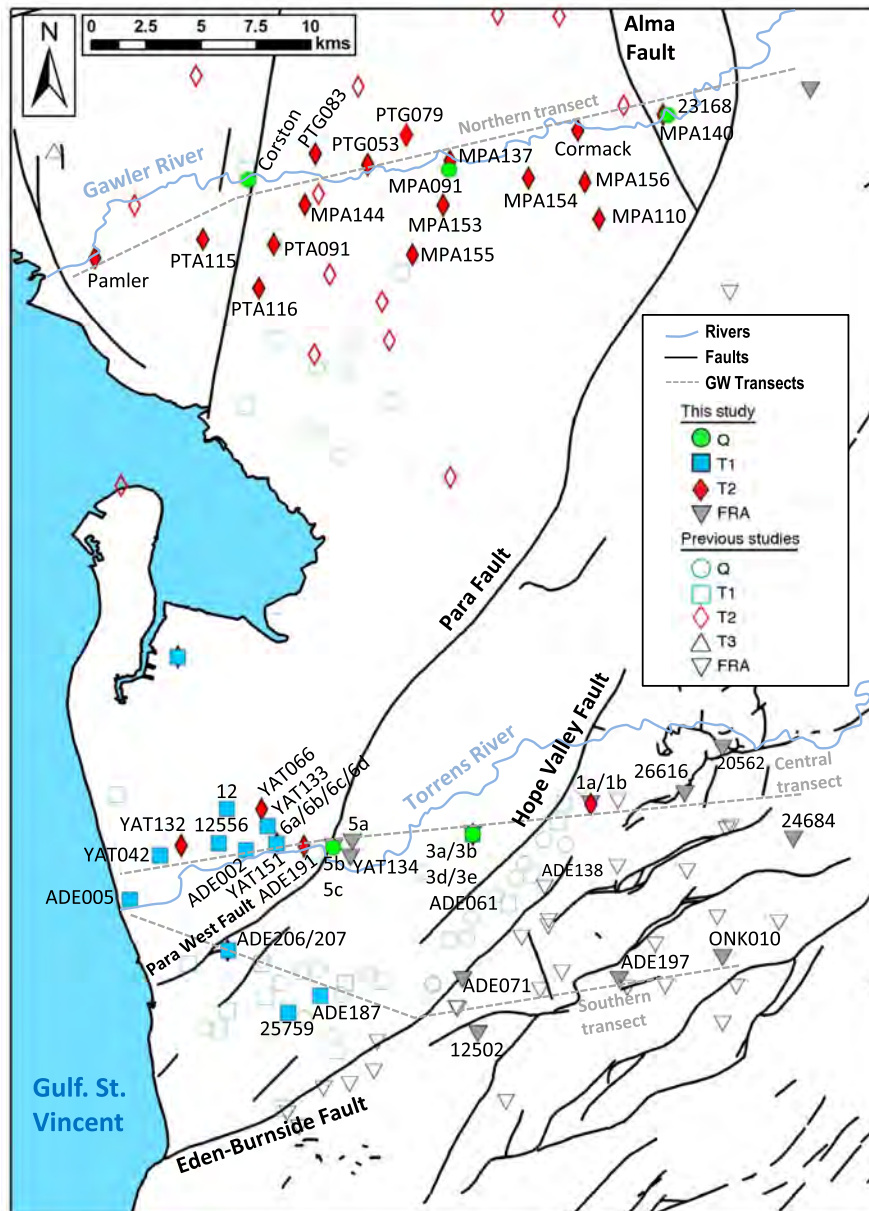 N
0 2.5 5 7.5 10
kms
Alma
Fault
Corston
PTG083
PTG079
Northern transect
23168
PTG053
MPA137
Cormack
MPA140
Gawler River
MPA091
MPA156
MPA144
MPA153
MPA154
MPA110
PTA115
PTA091
MPA155
Pamler
PTA116
Rivers
Faults
GW Transects
This study
Q
T1
T2
FRA
Previous studies
Q
T1
T2
T3
FRA
Para Fault
Hope Valley Fault
Torrens River
12
YAT066
YAT133
6a/6b/6c/6d
1a/1b
26616
20562
Central
transect
YAT132
12556
5a
24684
YAT042
3a/3b
ADE002
YAT151
ADE191
5b
YAT134
3d/3e
ADE138
ADE005
5c
ADE061
Para West Fault
ADE206/207
ONK010
ADE071
ADE197
ADE187
25759
Southern
transect
12502
Gulf. St.
Vincent
Eden-Burnside Fault